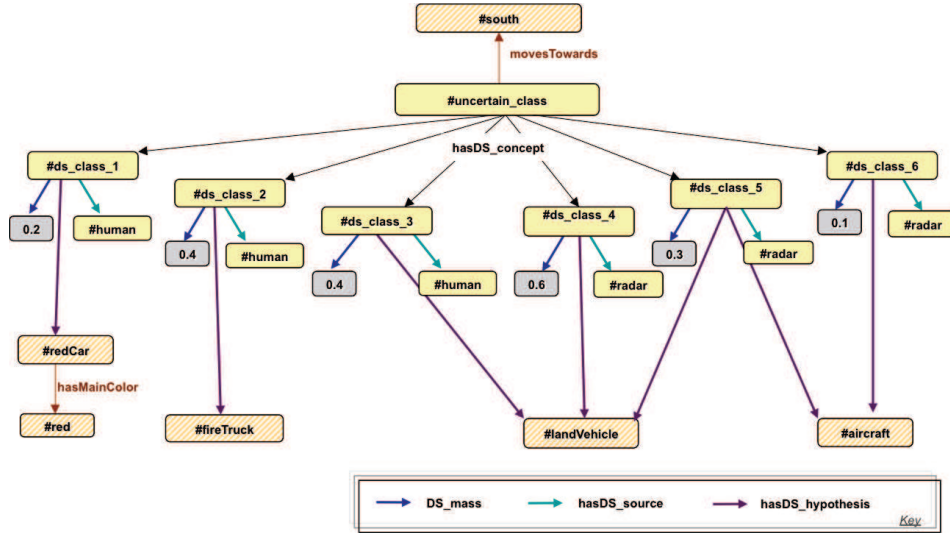 #south
movesTowards
#uncertain_class
hasDS_concept
#ds_class_1
#ds_class_2
#ds_class_3
#ds_class_4
#ds_class_5
#ds_class_6
0.2
#human
0.4
#human
0.4
#human
0.6
#radar
0.3
#radar
0.1
#radar
#redCar
hasMainColor
#red
#fireTruck
#landVehicle
#aircraft
DS_mass
hasDS_source
hasDS_hypothesis
Key